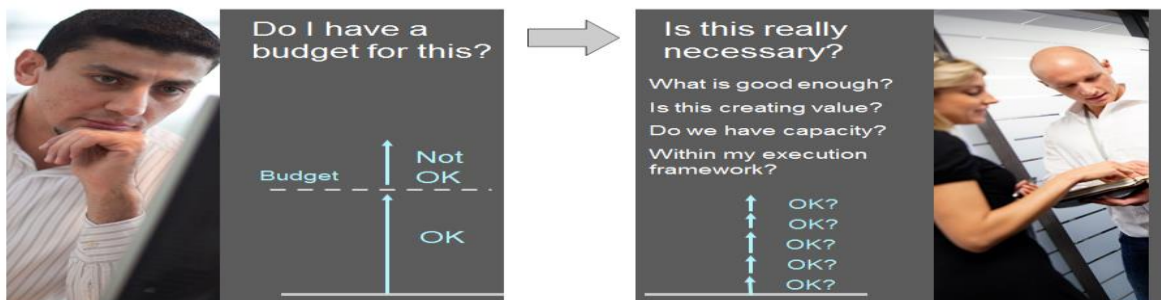 Do I have a
budget for this?
Not
OK
Budget
OK
Is this really
necessary?
What is good enough?
Is this creating value?
Do we have capacity?
Within my execution
framework?
OK?
OK?
OK?
OK?
OK?